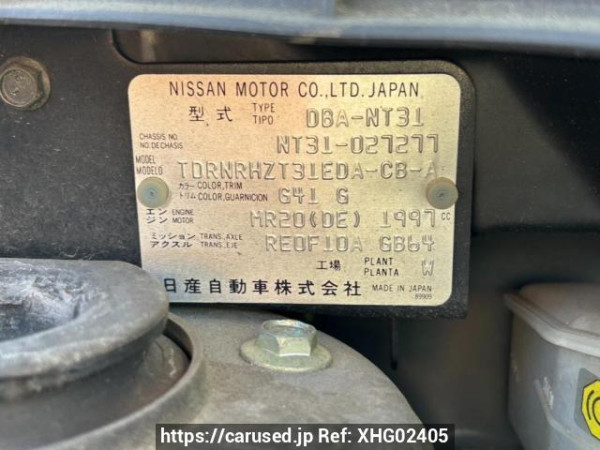 NISSAN MOTOR CO.,LTD. JAPAN
型式 TYPE TIPO DBA-NT31
CHASSIS NO. NO. DE CHASSIS NT31-027277
MODEL MODELO TDRNRHZT31EDA-CB-A
カラー COLOR, TRIM トリム COLOR, GUARNICION G41 G
エンジン ENGINE MOTOR MR20(DE) 1997 cc
ミッション TRANS., AXLE アクスル TRANS., EJE RE0F10A GB64
工場 PLANT PLANTA W
日産自動車株式会社 MADE IN JAPAN
89909
https://carused.jp Ref: XHG02405